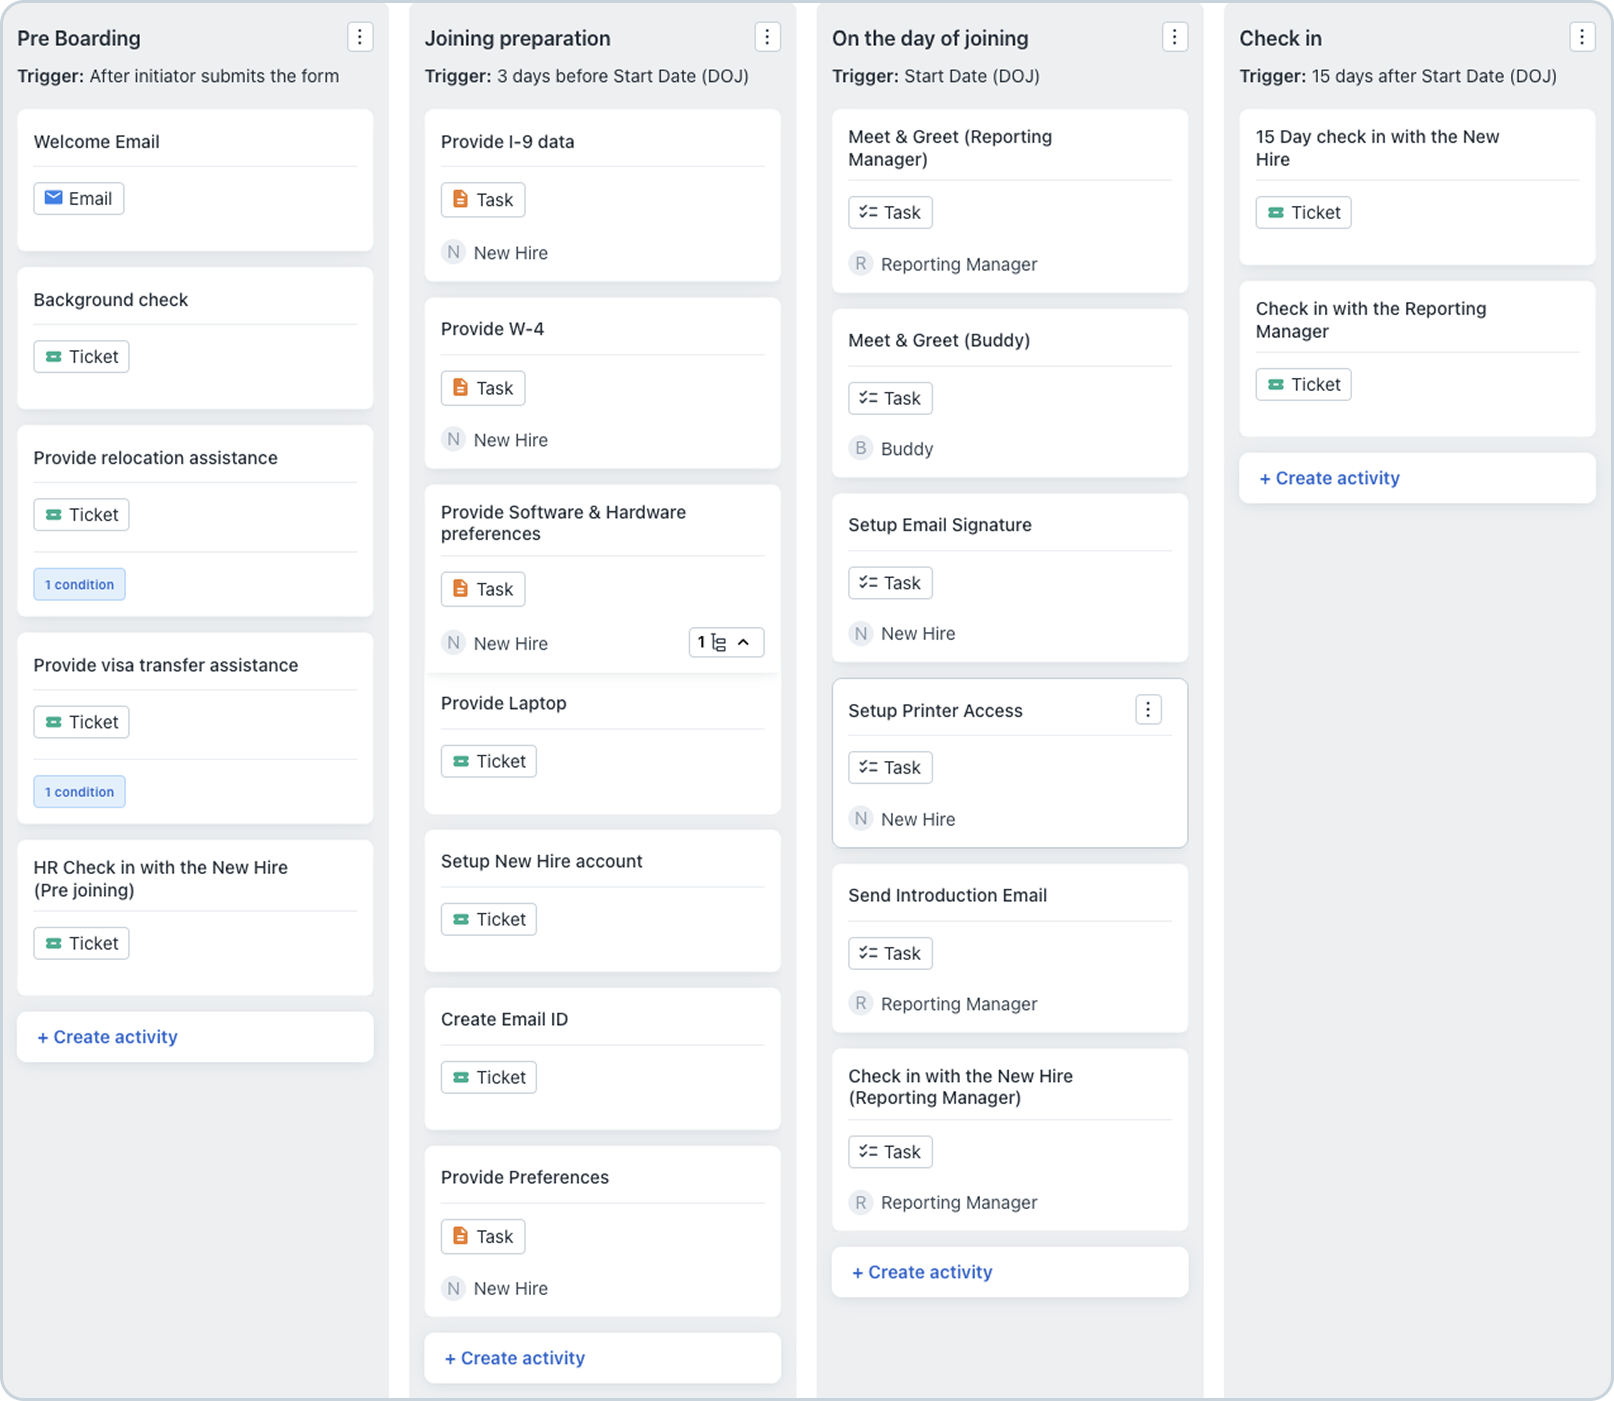 Pre Boarding
Trigger: After initiator submits the form
Welcome Email
Email
Background check
Ticket
Provide relocation assistance
Ticket
1 condition
Provide visa transfer assistance
Ticket
1 condition
HR Check in with the New Hire
(Pre joining)
Ticket
+ Create activity
Joining preparation
Trigger: 3 days before Start Date (DOJ)
Provide I-9 data
Task
N New Hire
Provide W-4
Task
N New Hire
Provide Software & Hardware
preferences
Task
N New Hire
1
Provide Laptop
Ticket
Setup New Hire account
Ticket
Create Email ID
Ticket
Provide Preferences
Task
N New Hire
+ Create activity
On the day of joining
Trigger: Start Date (DOJ)
Meet & Greet (Reporting
Manager)
Task
R Reporting Manager
Meet & Greet (Buddy)
Task
B Buddy
Setup Email Signature
Task
N New Hire
Setup Printer Access
Task
N New Hire
Send Introduction Email
Task
R Reporting Manager
Check in with the New Hire
(Reporting Manager)
Task
R Reporting Manager
+ Create activity
Check in
Trigger: 15 days after Start Date (DOJ)
15 Day check in with the New
Hire
Ticket
Check in with the Reporting
Manager
Ticket
+ Create activity